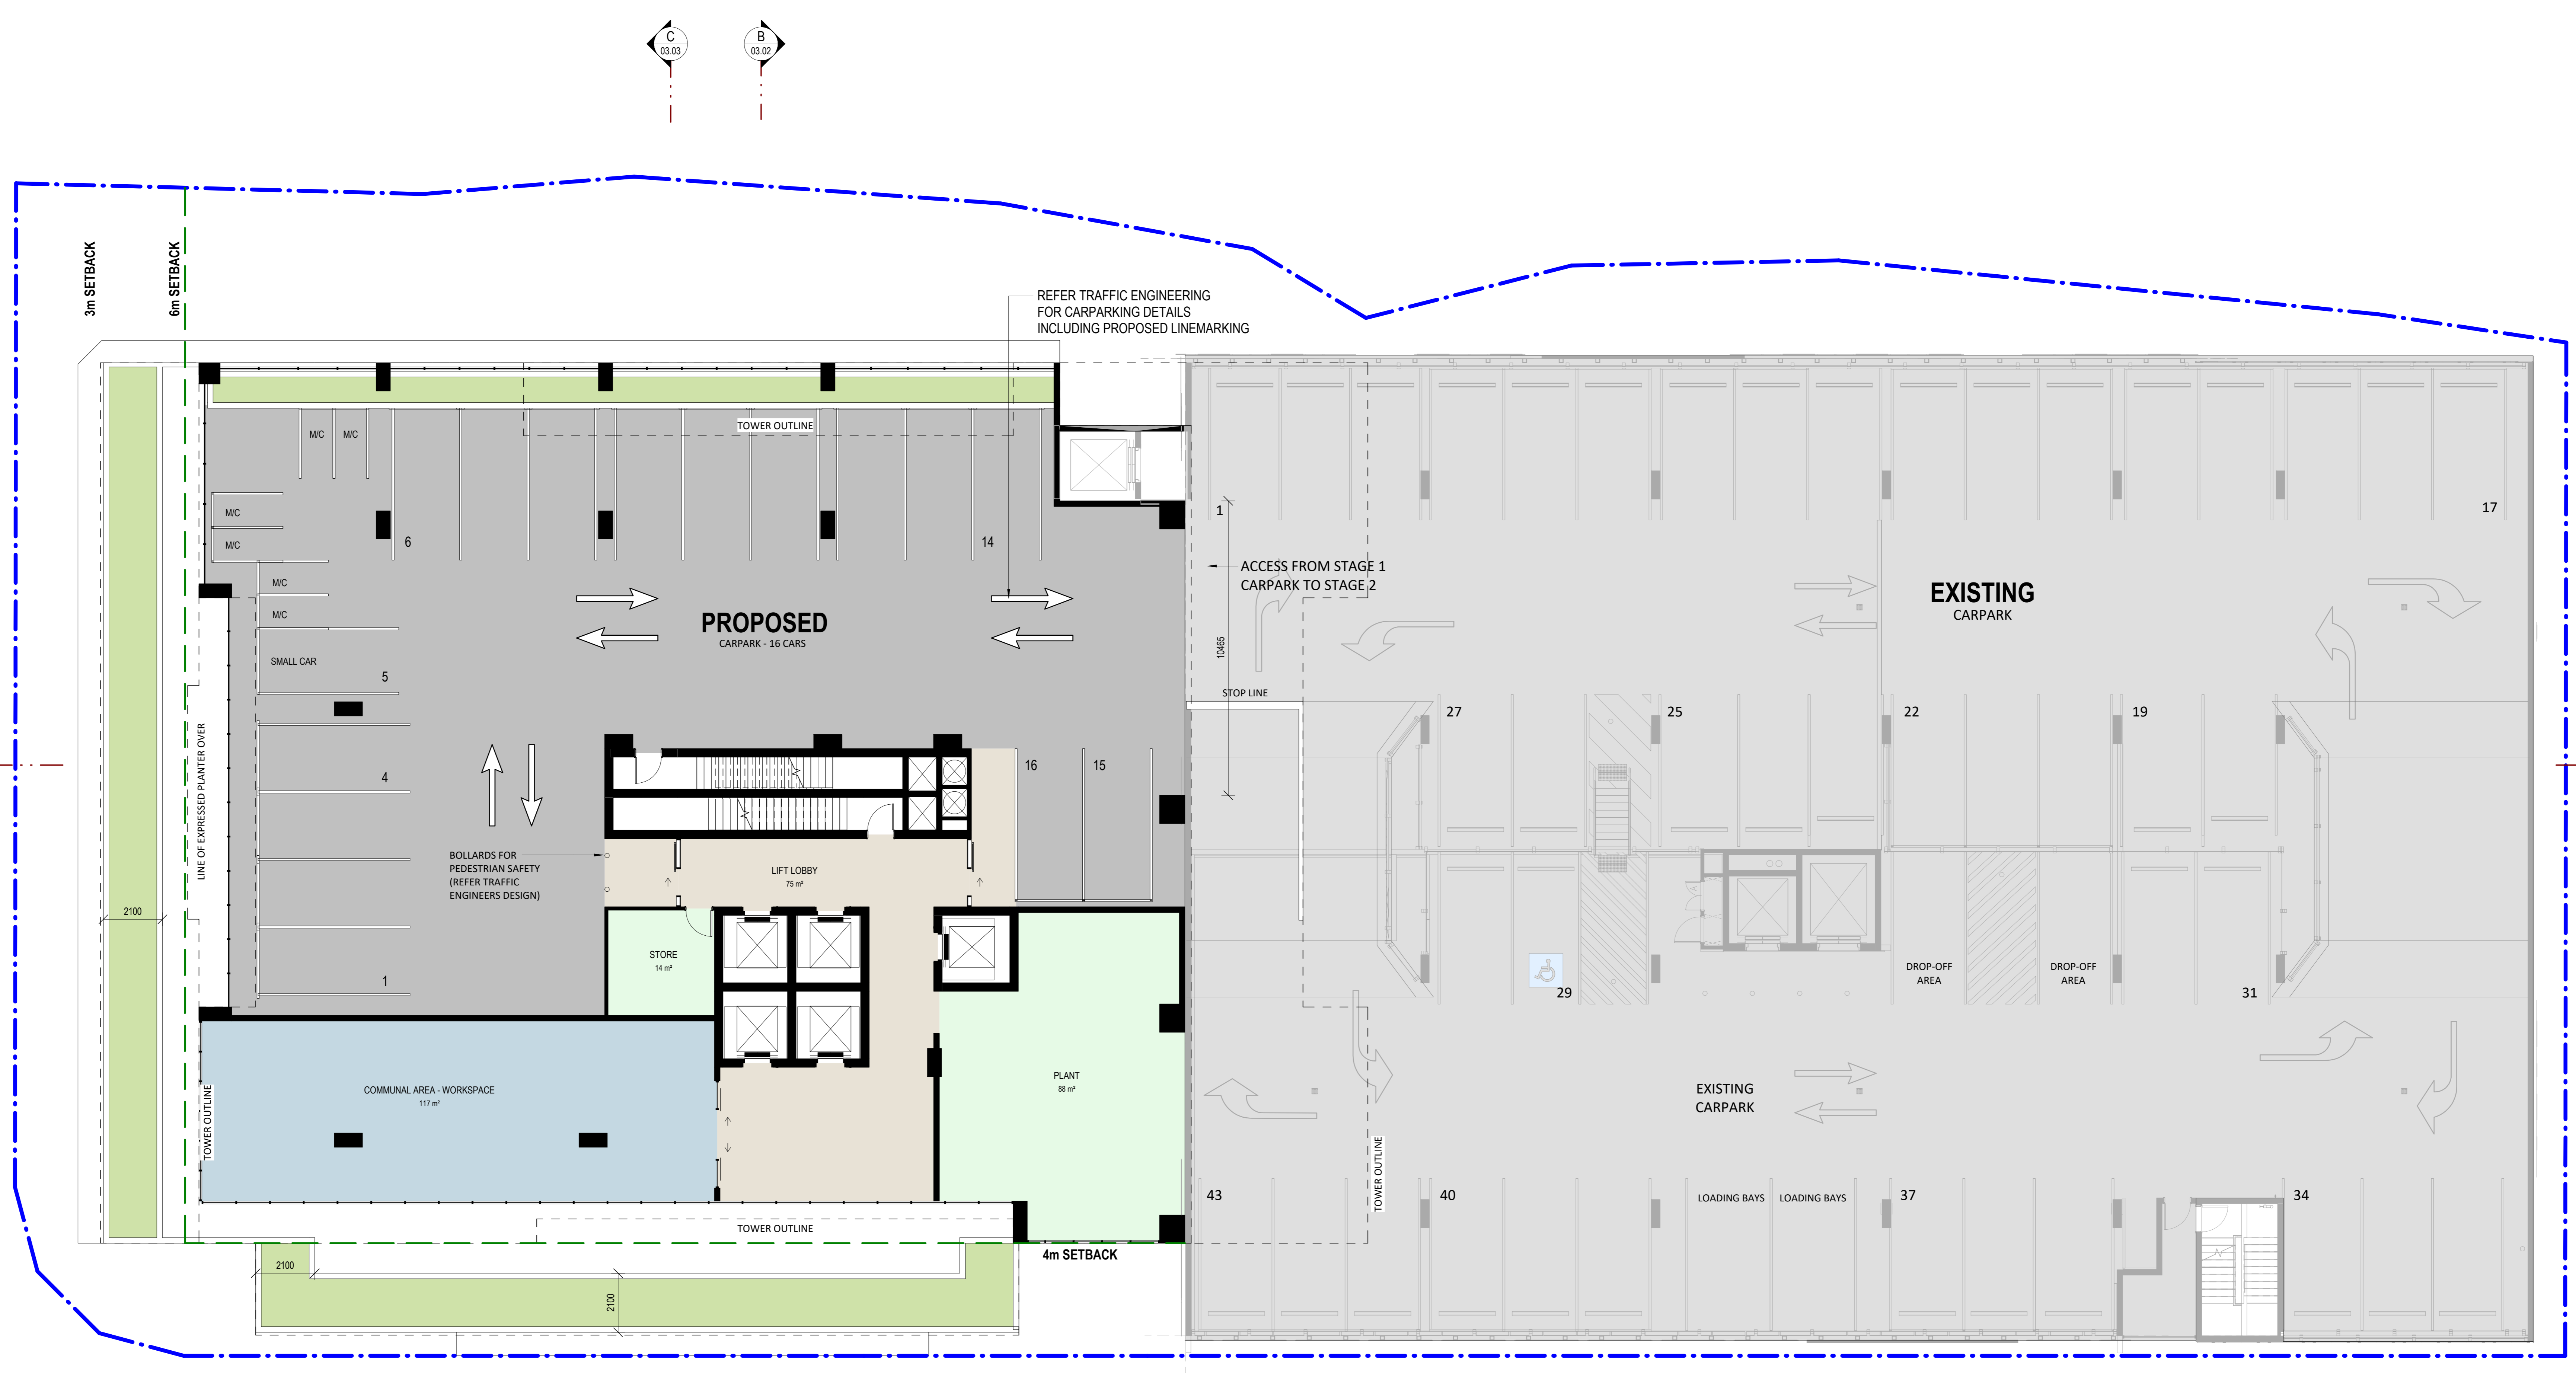 C
03.03
B
03.02
3m SETBACK
6m SETBACK
REFER TRAFFIC ENGINEERING
FOR CARPARKING DETAILS
INCLUDING PROPOSED LINEMARKING
TOWER OUTLINE
M/C
M/C
M/C
M/C
M/C
M/C
6
14
1
17
ACCESS FROM STAGE 1
CARPARK TO STAGE 2
PROPOSED
CARPARK - 16 CARS
EXISTING
CARPARK
10465
SMALL CAR
5
STOP LINE
27
25
22
19
4
16
15
LINE OF EXPRESSED PLANTER OVER
BOLLARDS FOR
PEDESTRIAN SAFETY
(REFER TRAFFIC
ENGINEERS DESIGN)
LIFT LOBBY
75 m²
2100
STORE
14 m²
1
29
DROP-OFF
AREA
DROP-OFF
AREA
31
COMMUNAL AREA - WORKSPACE
117 m²
PLANT
88 m²
EXISTING
CARPARK
TOWER OUTLINE
TOWER OUTLINE
43
40
LOADING BAYS
LOADING BAYS
37
34
TOWER OUTLINE
4m SETBACK
2100
2100